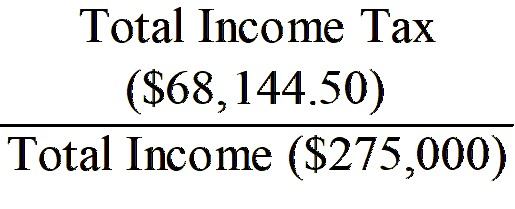 Total Income Tax
($68,144.50)
Total Income ($275,000)